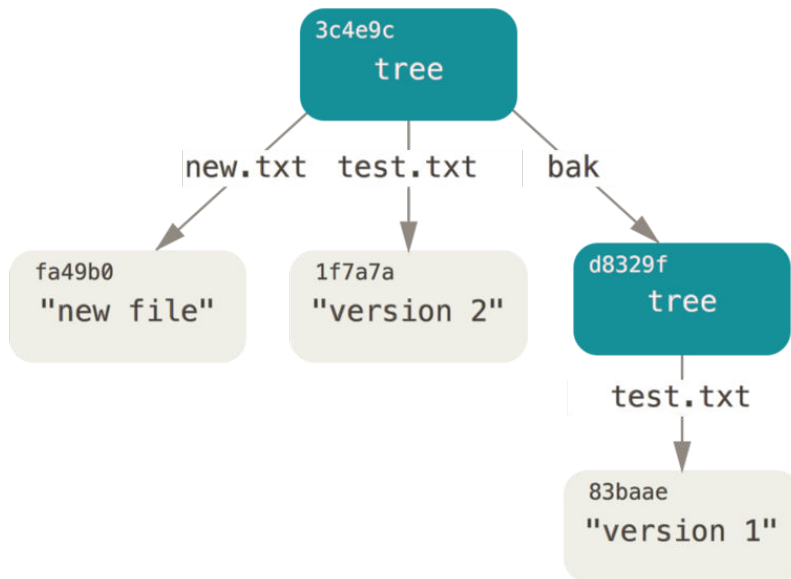 3c4e9c
tree
new.txt test.txt bak
fa49b0
"new file"
1f7a7a
"version 2"
d8329f
tree
test.txt
83baae
"version 1"